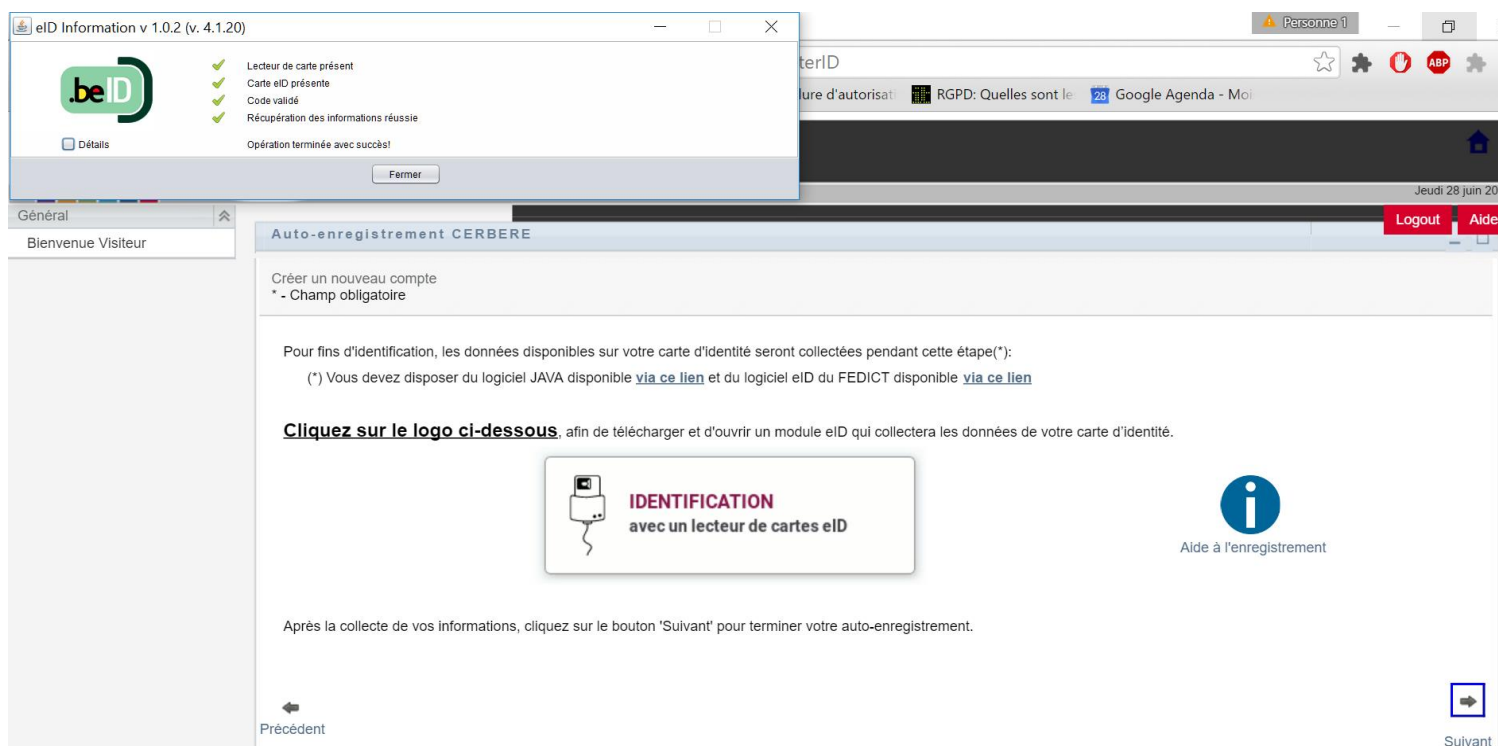 eID Information v 1.0.2 (v. 4.1.20)
Personne 1
.beID
Lecteur de carte présent
Carte eID présente
Code validé
Récupération des informations réussie
Détails
Opération terminée avec succès!
Fermer
terID
ABP
lure d'autorisati
RGPD: Quelles sont le
28
Google Agenda - Moi
Jeudi 28 juin 20
Logout
Aide
Général
Bienvenue Visiteur
Auto-enregistrement CERBERE
Créer un nouveau compte
* - Champ obligatoire
Pour fins d'identification, les données disponibles sur votre carte d'identité seront collectées pendant cette étape(*):
(*) Vous devez disposer du logiciel JAVA disponible via ce lien et du logiciel eID du FEDICT disponible via ce lien
Cliquez sur le logo ci-dessous, afin de télécharger et d'ouvrir un module eID qui collectera les données de votre carte d'identité.
IDENTIFICATION
avec un lecteur de cartes eID
Aide à l'enregistrement
Après la collecte de vos informations, cliquez sur le bouton 'Suivant' pour terminer votre auto-enregistrement.
Précédent
Suivant